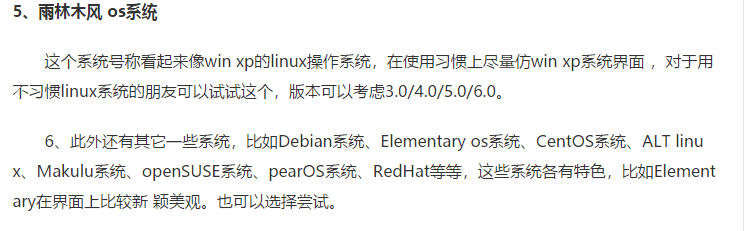 5、雨林木风 os系统
这个系统号称看起来像win xp的linux操作系统，在使用习惯上尽量仿win xp系统界面 ，对于用
不习惯linux系统的朋友可以试试这个，版本可以考虑3.0/4.0/5.0/6.0。
6、此外还有其它一些系统，比如Debian系统、Elementary os系统、CentOS系统、ALT linu
x、Makulu系统、openSUSE系统、pearOS系统、RedHat等等，这些系统各有特色，比如Element
ary在界面上比较新 颖美观。也可以选择尝试。